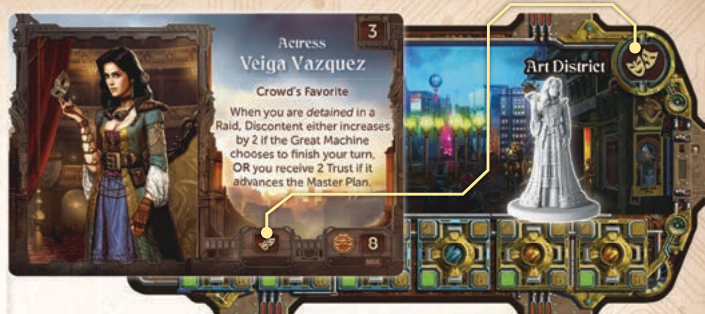 3
Actress
Veiga Vazquez
Crowd's Favorite
When you are detained in a
Raid, Discontent either increases
by 2 if the Great Machine
chooses to finish your turn,
OR you receive 2 Trust if it
advances the Master Plan.
8
Art District